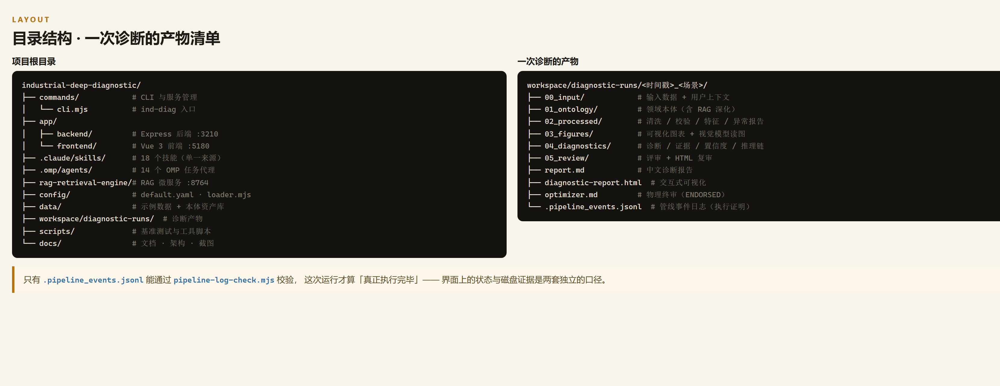 LAYOUT
目录结构 · 一次诊断的产物清单
项目根目录
industrial-deep-diagnostic/
├── commands/            # CLI 与服务管理
│   └── cli.mjs          # ind-diag 入口
├── app/
│   ├── backend/         # Express 后端 :3210
│   └── frontend/        # Vue 3 前端 :5180
├── .claude/skills/      # 18 个技能（单一来源）
├── .omp/agents/         # 14 个 OMP 任务代理
├── rag-retrieval-engine/# RAG 微服务 :8764
├── config/              # default.yaml · loader.mjs
├── data/                # 示例数据 + 本体资产库
├── workspace/diagnostic-runs/  # 诊断产物
├── scripts/             # 基准测试与工具脚本
└── docs/                # 文档 · 架构 · 截图
一次诊断的产物
workspace/diagnostic-runs/<时间戳>_<场景>/
├── 00_input/            # 输入数据 + 用户上下文
├── 01_ontology/         # 领域本体（含 RAG 深化）
├── 02_processed/        # 清洗 / 校验 / 特征 / 异常报告
├── 03_figures/          # 可视化图表 + 视觉模型读图
├── 04_diagnostics/      # 诊断 / 证据 / 置信度 / 推理链
├── 05_review/           # 评审 + HTML 复审
├── report.md            # 中文诊断报告
├── diagnostic-report.html  # 交互式可视化
├── optimizer.md         # 物理终审（ENDORSED）
└── .pipeline_events.jsonl  # 管线事件日志（执行证明）
只有 .pipeline_events.jsonl 能通过 pipeline-log-check.mjs 校验， 这次运行才算「真正执行完毕」—— 界面上的状态与磁盘证据是两套独立的口径。